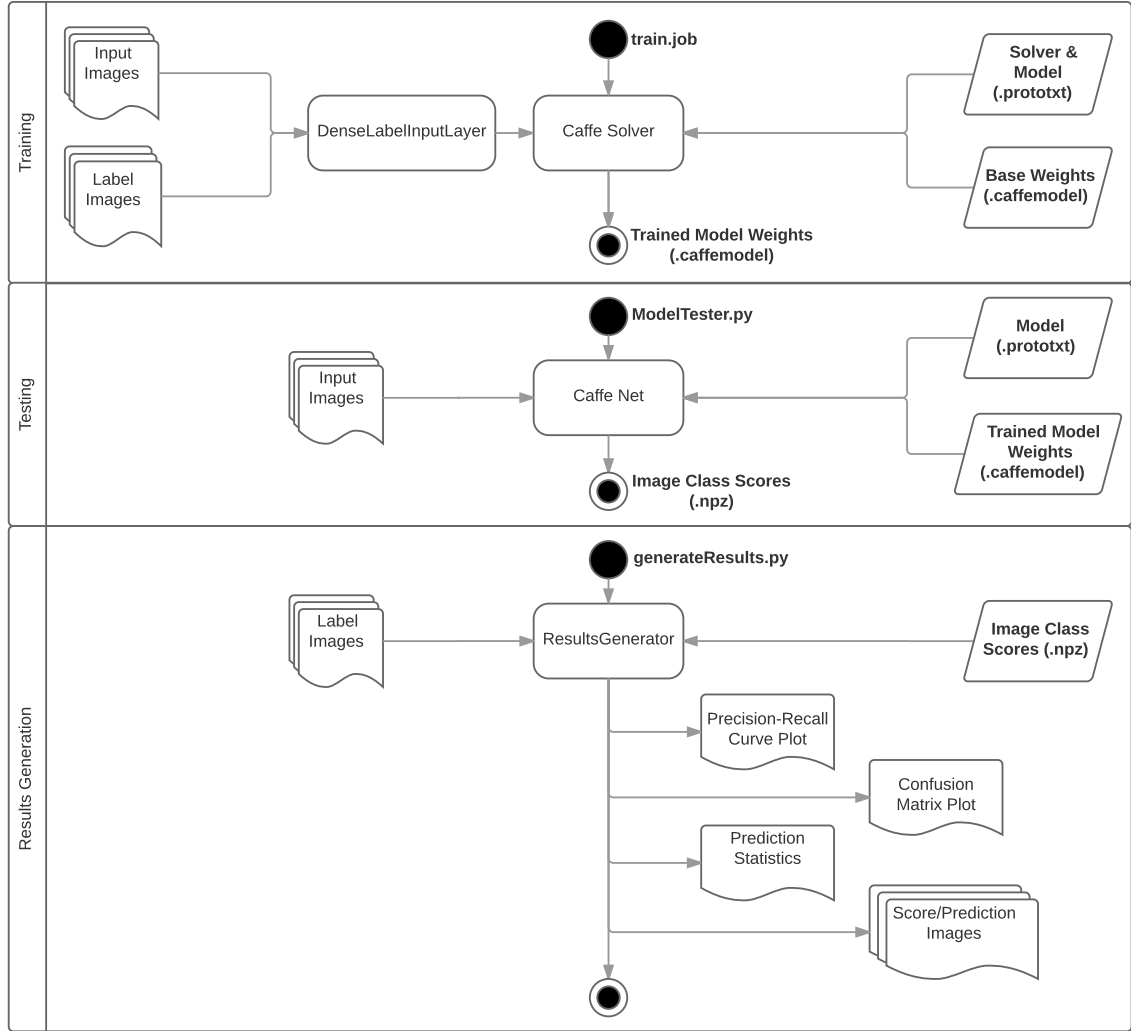 Training
Input
Images
Label
Images
DenseLabelInputLayer
train.job
Caffe Solver
Trained Model Weights
(.caffemodel)
Solver &
Model
(.prototxt)
Base Weights
(.caffemodel)
Testing
Input
Images
ModelTester.py
Caffe Net
Image Class Scores
(.npz)
Model
(.prototxt)
Trained Model
Weights
(.caffemodel)
Results Generation
Label
Images
generateResults.py
ResultsGenerator
Image Class
Scores (.npz)
Precision-Recall
Curve Plot
Confusion
Matrix Plot
Prediction
Statistics
Score/Prediction
Images